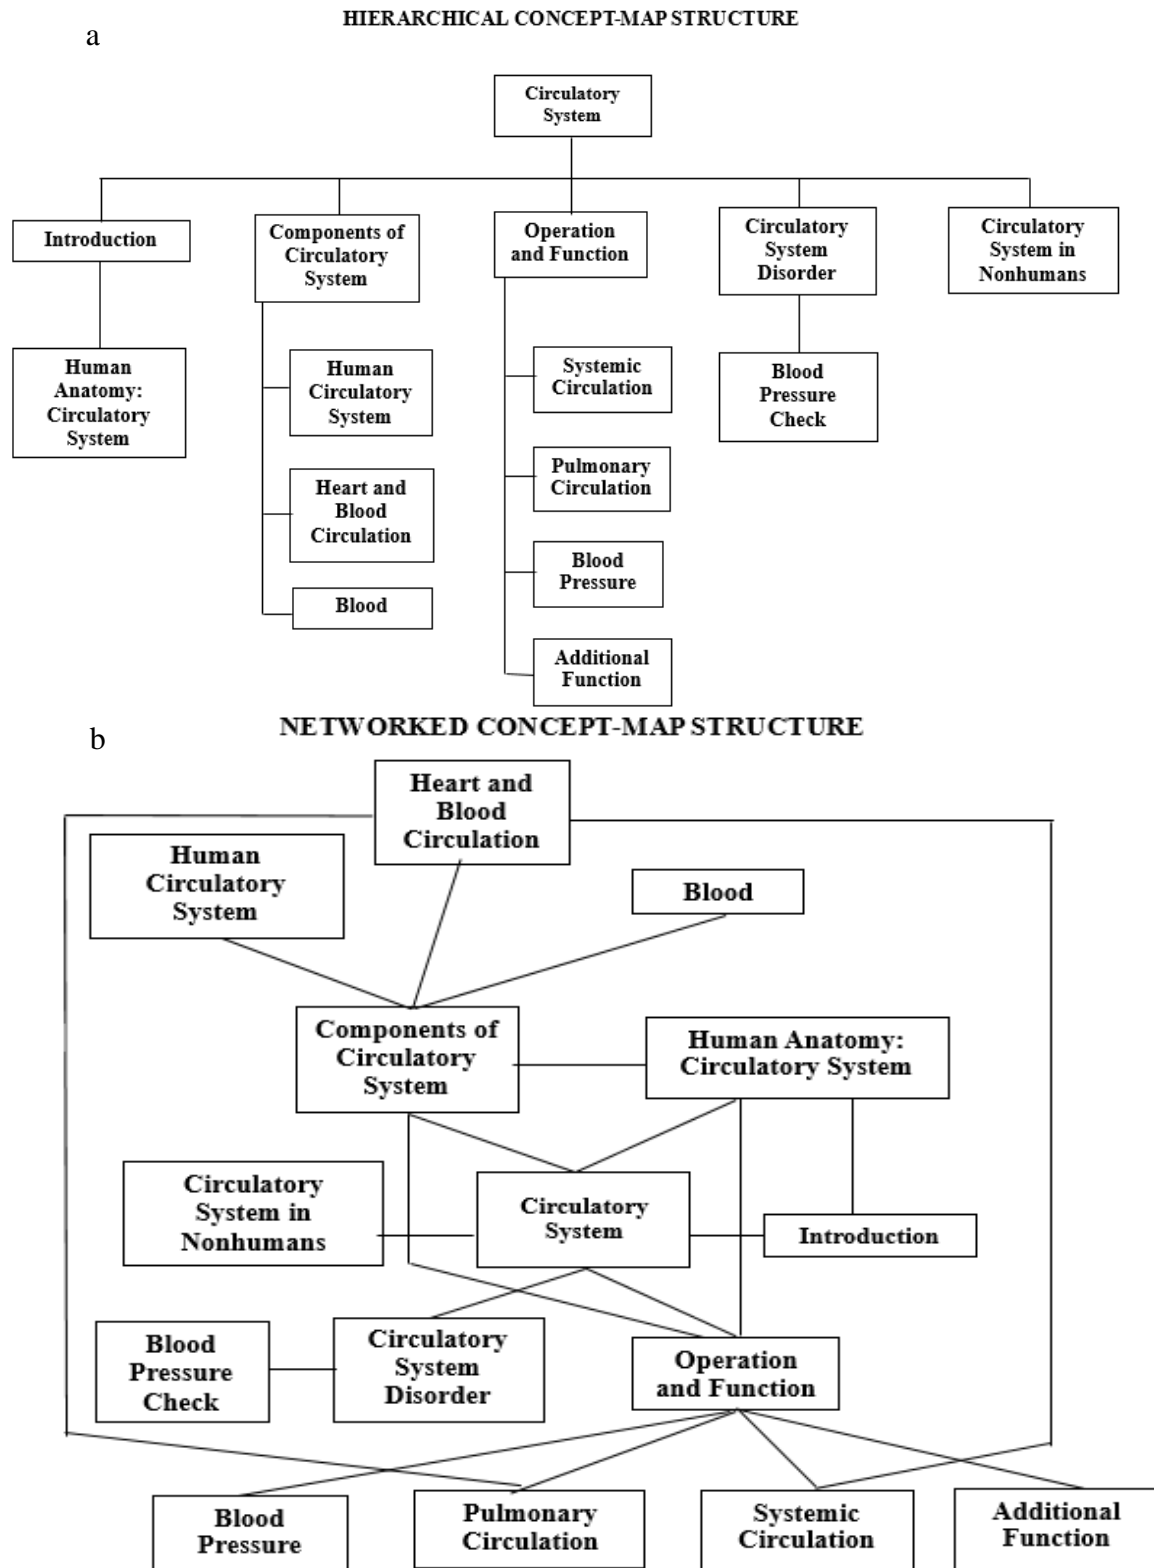 HIERARCHICAL CONCEPT-MAP STRUCTURE
a
Circulatory
System
Introduction
Components of
Circulatory
System
Operation
and Function
Circulatory
System
Disorder
Circulatory
System in
Nonhumans
Human
Anatomy:
Circulatory
System
Human
Circulatory
System
Heart and
Blood
Circulation
Blood
Systemic
Circulation
Pulmonary
Circulation
Blood
Pressure
Additional
Function
Blood
Pressure
Check
NETWORKED CONCEPT-MAP STRUCTURE
b
Heart and
Blood
Circulation
Human
Circulatory
System
Blood
Components of
Circulatory
System
Human Anatomy:
Circulatory System
Circulatory
System in
Nonhumans
Circulatory
System
Introduction
Blood
Pressure
Check
Circulatory
System
Disorder
Operation
and Function
Blood
Pressure
Pulmonary
Circulation
Systemic
Circulation
Additional
Function